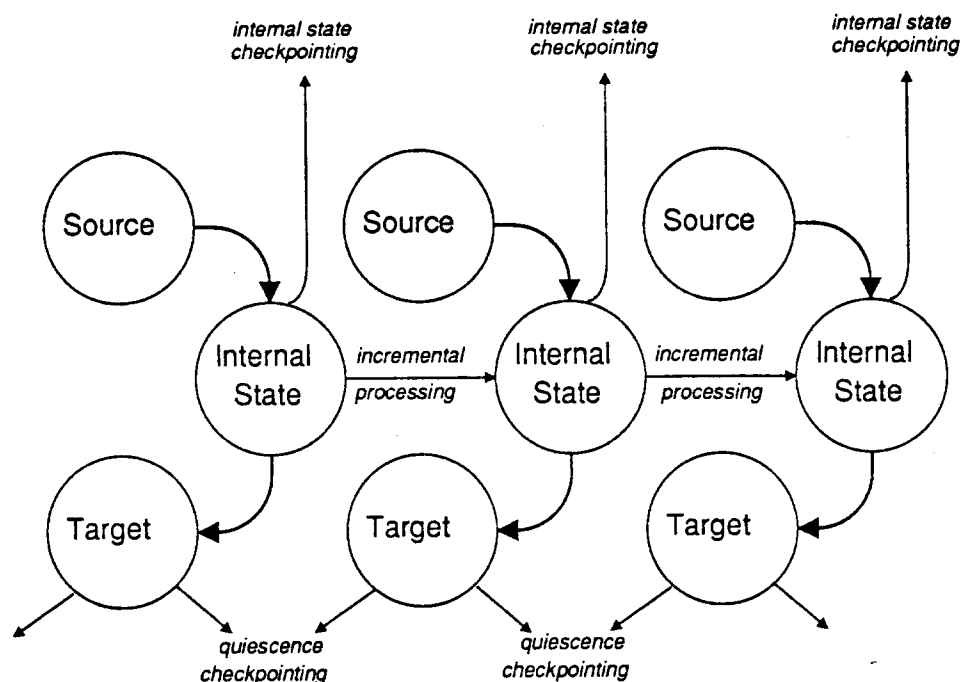 internal state
checkpointing
internal state
checkpointing
internal state
checkpointing
Source
Source
Source
Internal
State
incremental
processing
Internal
State
incremental
processing
Internal
State
Target
Target
Target
quiescence
checkpointing
quiescence
checkpointing